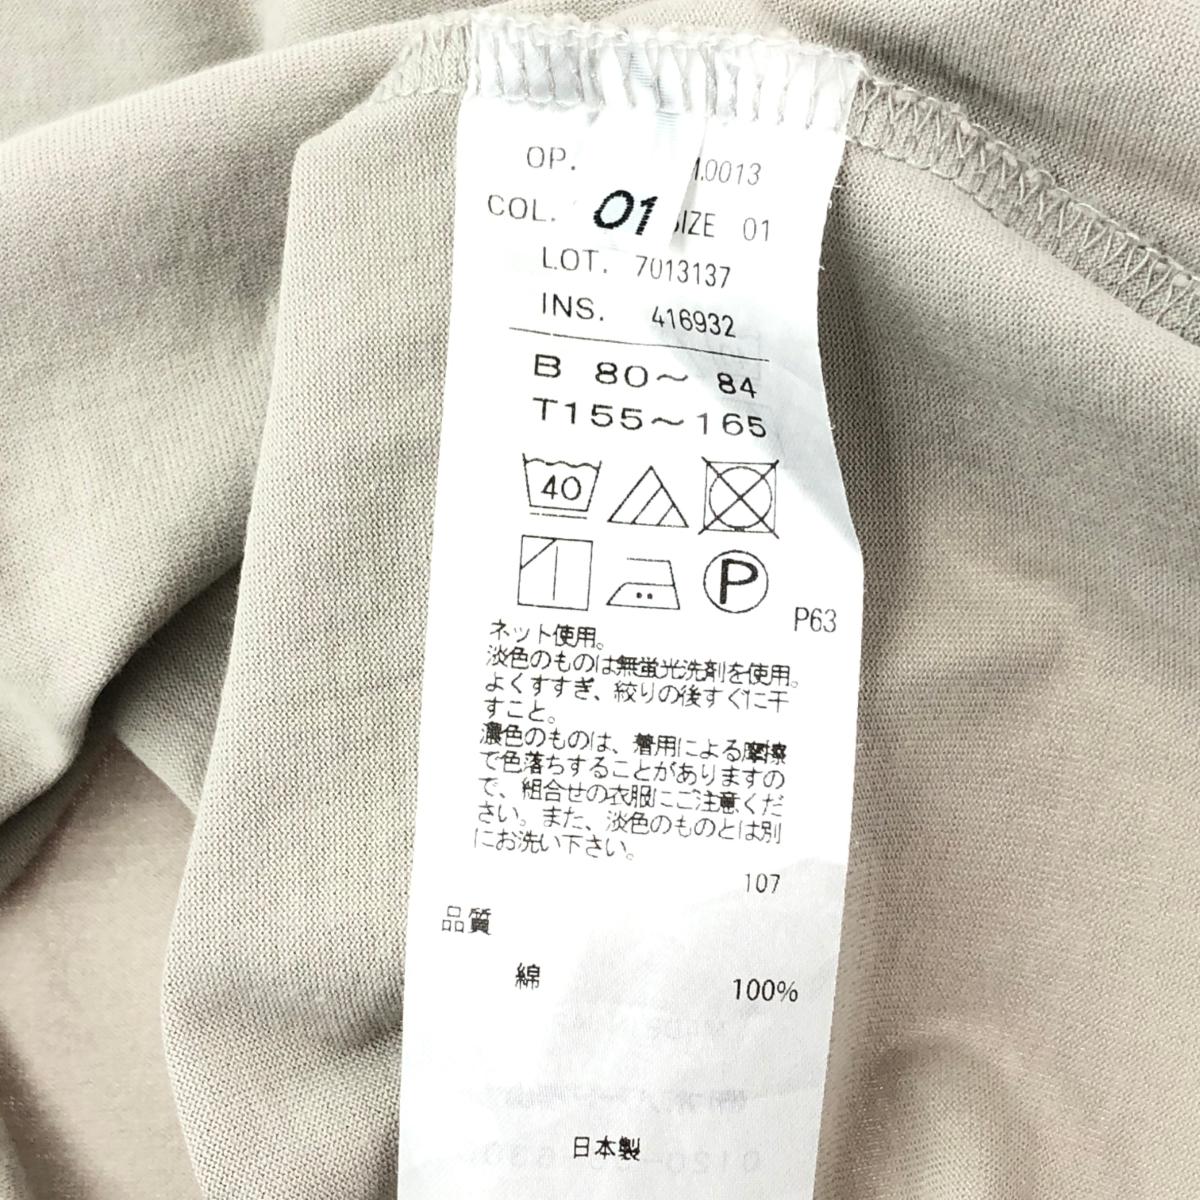 OP. .0013
COL. 01 SIZE 01
LOT. 7013137
INS. 416932
B 80～ 84
T155～165
40
P
P63
ネット使用。
淡色のものは無蛍光洗剤を使用。
よくすすぎ、絞りの後すぐに干
すこと。
濃色のものは、着用による摩擦
で色落ちすることがありますの
で、組合せの衣服にご注意くだ
さい。また、淡色のものとは別
にお洗い下さい。
107
品質
綿 100%
日本製